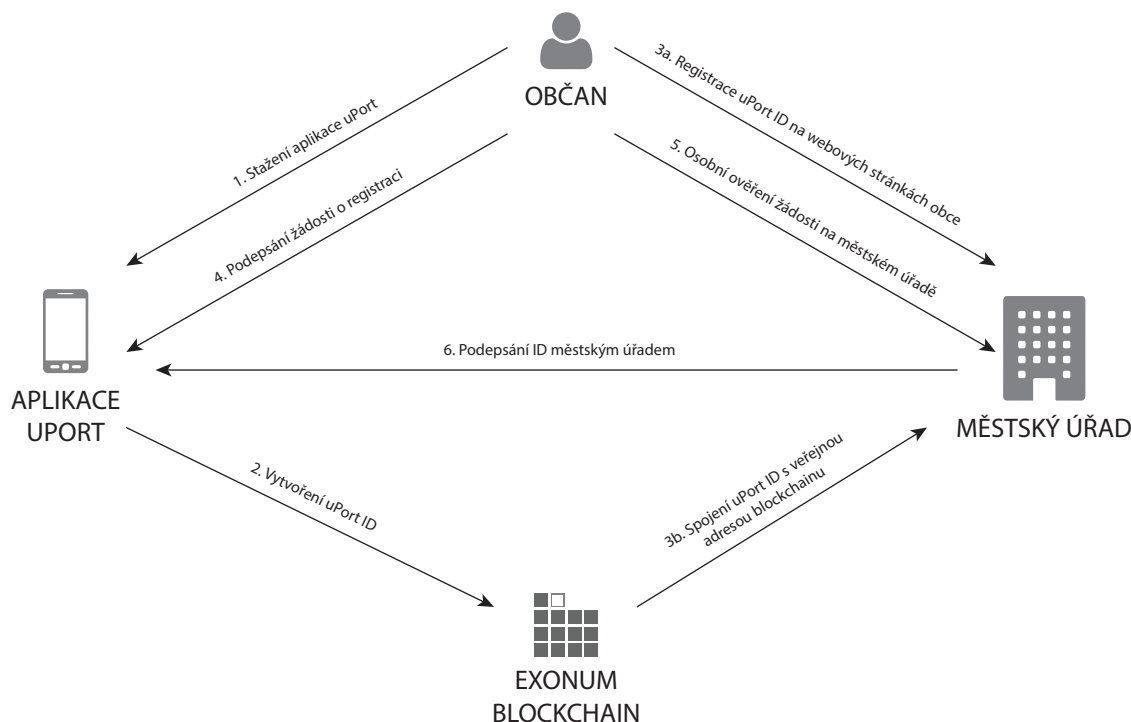 OBČAN
1. Stažení aplikace uPort
3a. Registrace uPort ID na webových stránkách obce
4. Podepsání žádosti o registraci
5. Osobní ověření žádosti na městském úřadě
6. Podepsání ID městským úřadem
APLIKACE
UPORT
MĚSTSKÝ ÚŘAD
2. Vytvoření uPort ID
3b. Spojení uPort ID s veřejnou
adresou blockchainu
EXONUM
BLOCKCHAIN